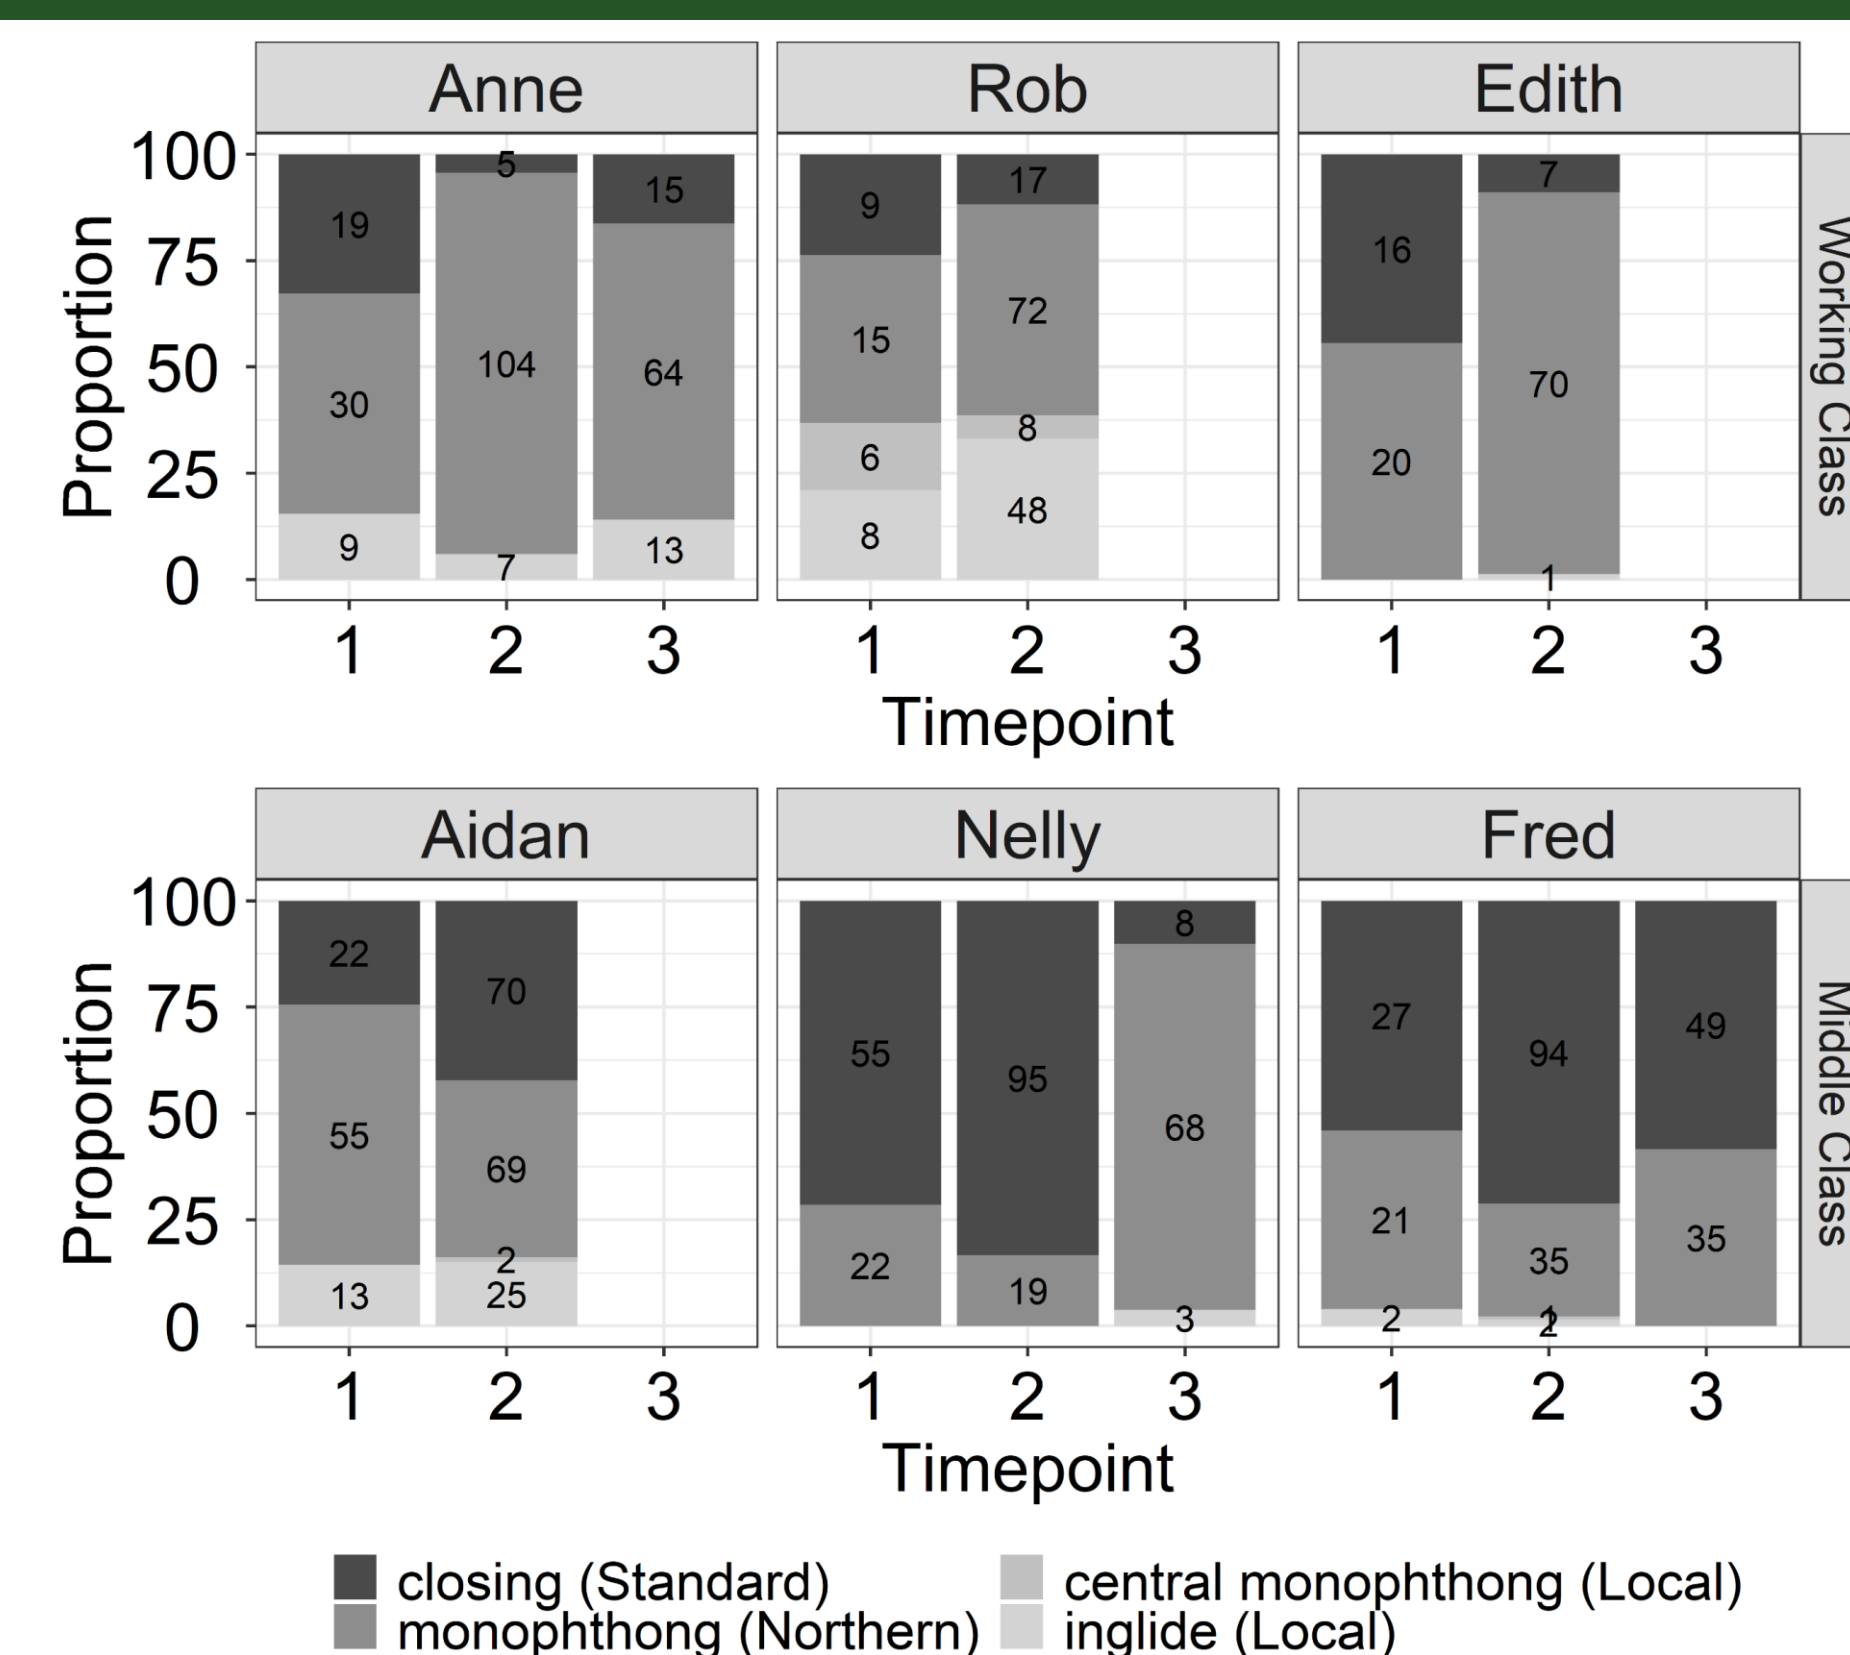 Anne Rob Edith
100
75
50
25
0
Proportion
19 30 9
5 104 7
15 64 13
9 15 6 8
17 72 8 48
16 20
7 70 1
Working Class
1 2 3 1 2 3 1 2 3
Timepoint
Aidan Nelly Fred
100
75
50
25
0
Proportion
22 55 13
70 69 2 25
55 22
95 19
8 68 3
27 21 2
94 35 1 2
49 35
Middle Class
1 2 3 1 2 3 1 2 3
Timepoint
closing (Standard) central monophthong (Local)
monophthong (Northern) inglide (Local)